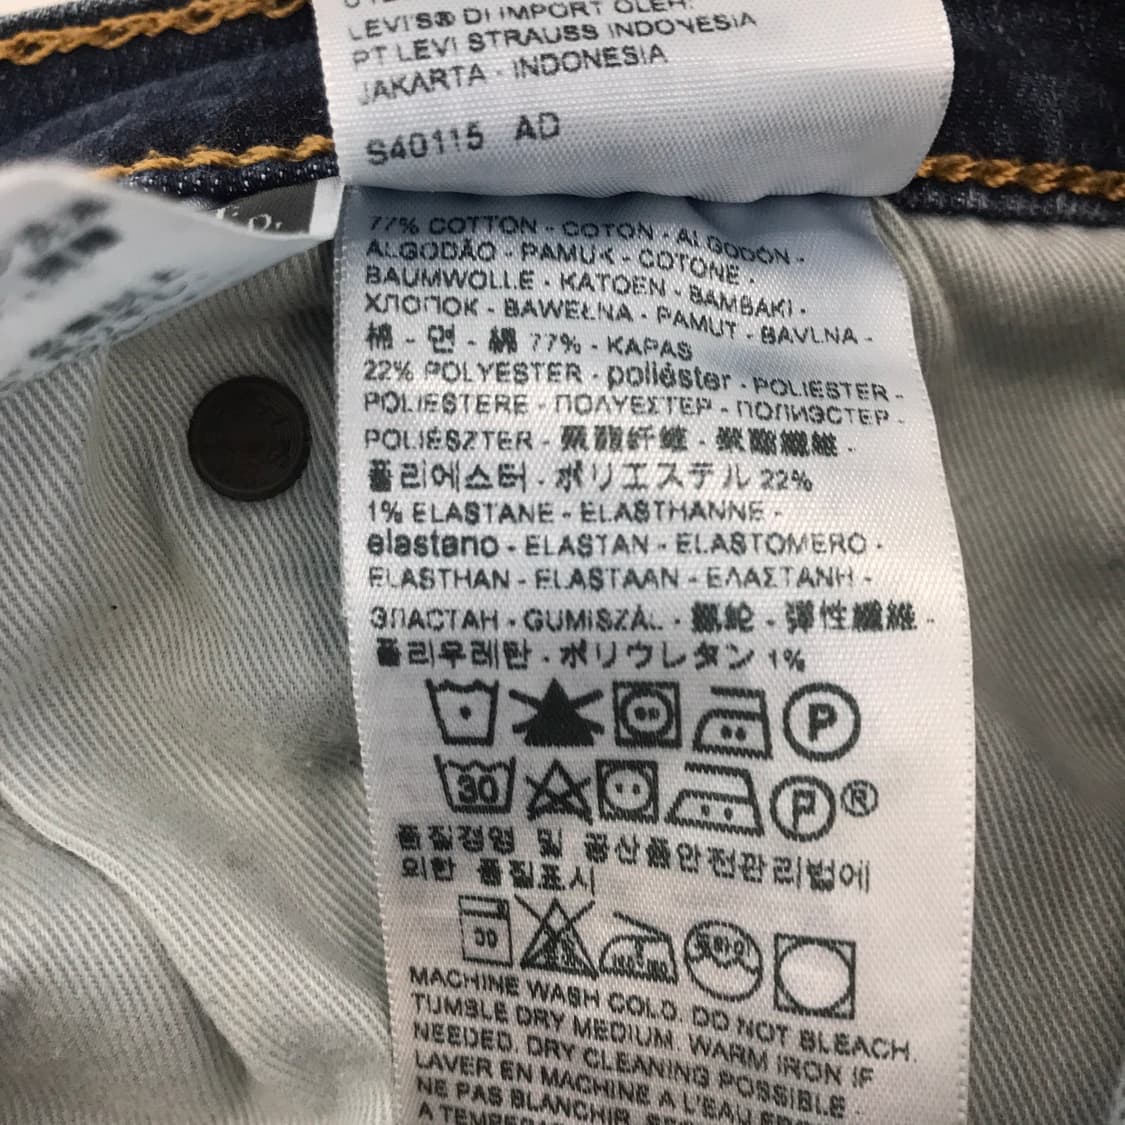 LEVI'S® DI IMPORT OLEH:
PT LEVI STRAUSS INDONESIA
JAKARTA - INDONESIA
S40115 AD
77% COTTON - COTON - ALGODÓN -
ALGODÃO - PAMUK - COTONE -
BAUMWOLLE - KATOEN - BAMBAKI -
ХЛОПОК - BAWEŁNA - PAMUT - BAVLNA -
棉 - 면 - 綿 77% - KAPAS
22% POLYESTER - poliéster - POLIESTER -
POLIESTERE - ΠΟΛΥΕΣΤΕΡ - ПОЛИЭСТЕР -
POLIÉSZTER - 聚酯纤维 - 聚酯纖維 -
폴리에스터 - ポリエステル 22%
1% ELASTANE - ELASTHANNE -
elastano - ELASTAN - ELASTOMERO -
ELASTHAN - ELASTAAN - ΕΛΑΣΤΑΝΗ -
ЭЛАСТАН - GUMISZÁL - 氨纶 - 彈性纖維 -
폴리우레탄 - ポリウレタン 1%
P
30 P ®
품질경영 및 공산품안전관리법에
의한 품질표시
30
MACHINE WASH COLD. DO NOT BLEACH.
TUMBLE DRY MEDIUM. WARM IRON IF
NEEDED. DRY CLEANING POSSIBLE -
LAVER EN MACHINE A L'EAU
NE PAS BLANCHIR.